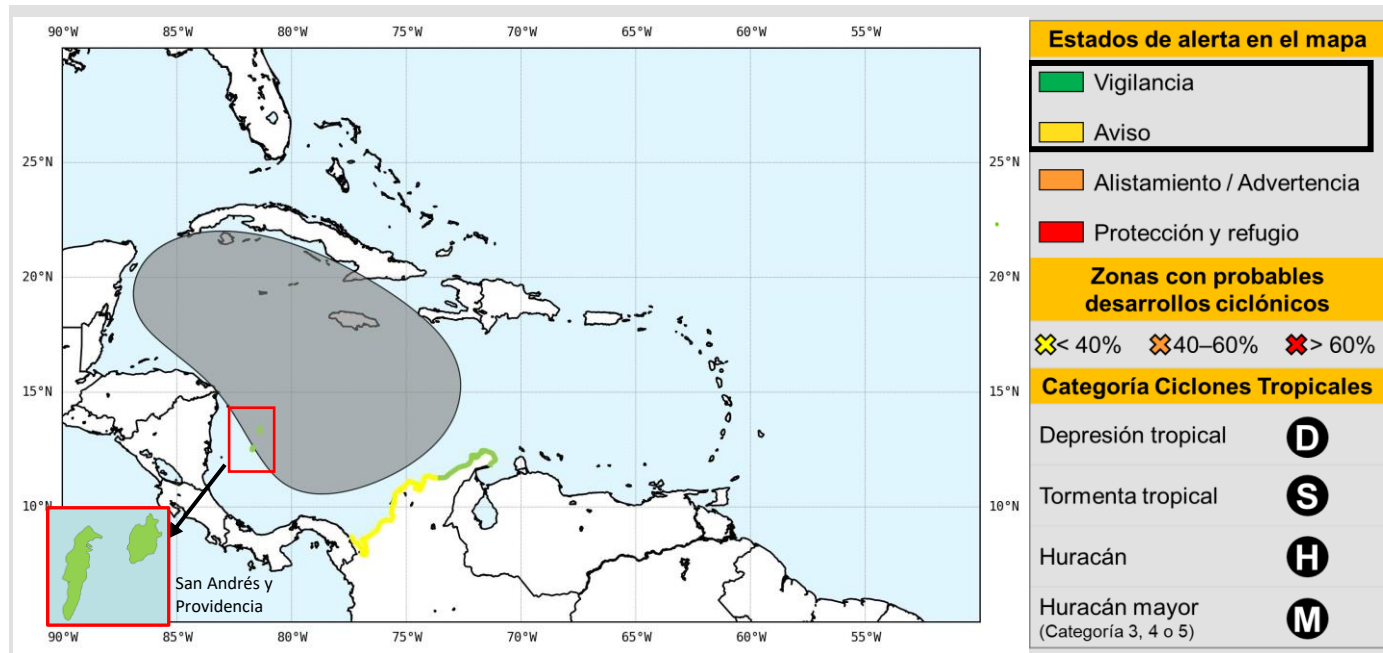 90°W 85°W 80°W 75°W 70°W 65°W 60°W 55°W
25°N 25°N
20°N 20°N
15°N 15°N
10°N 10°N
90°W 85°W 80°W 75°W 70°W 65°W 60°W 55°W
San Andrés y
Providencia
Estados de alerta en el mapa
Vigilancia
Aviso
Alistamiento / Advertencia
Protección y refugio
Zonas con probables
desarrollos ciclónicos
< 40% 40–60% > 60%
Categoría Ciclones Tropicales
Depresión tropical D
Tormenta tropical S
Huracán H
Huracán mayor M
(Categoría 3, 4 o 5)